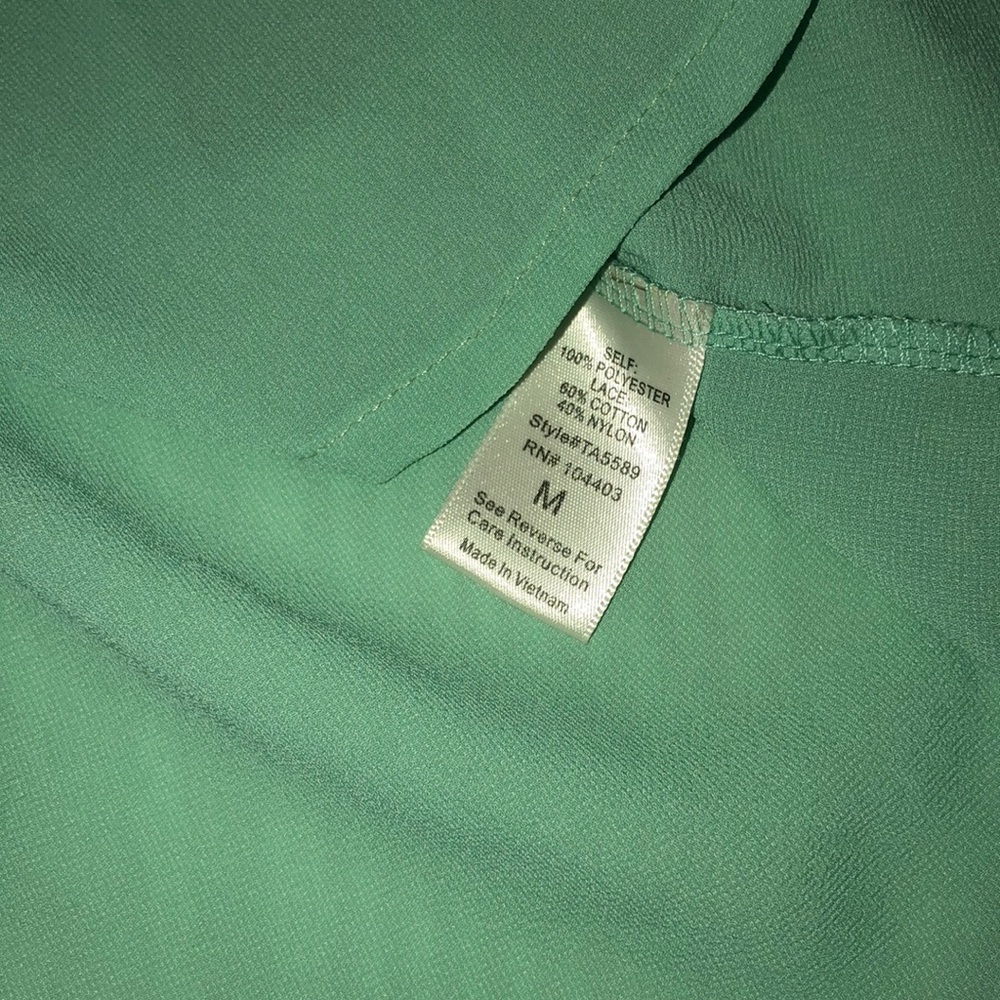 SELF:
100% POLYESTER
LACE:
60% COTTON
40% NYLON
Style#TA5589
RN# 104403
M
See Reverse For
Care Instruction
Made In Vietnam